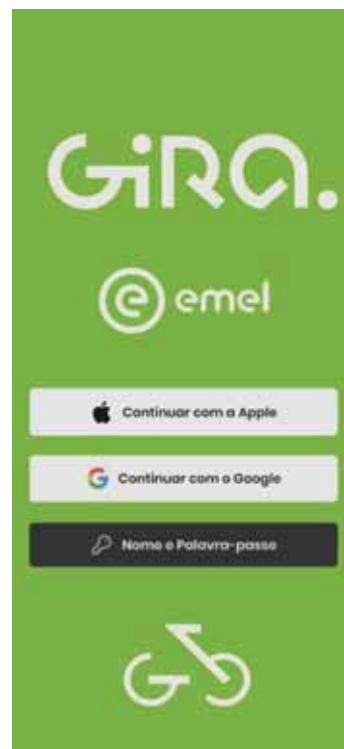 GiRA.
emel
Continuar com a Apple
Continuar com o Google
Nome e Palavra-passe